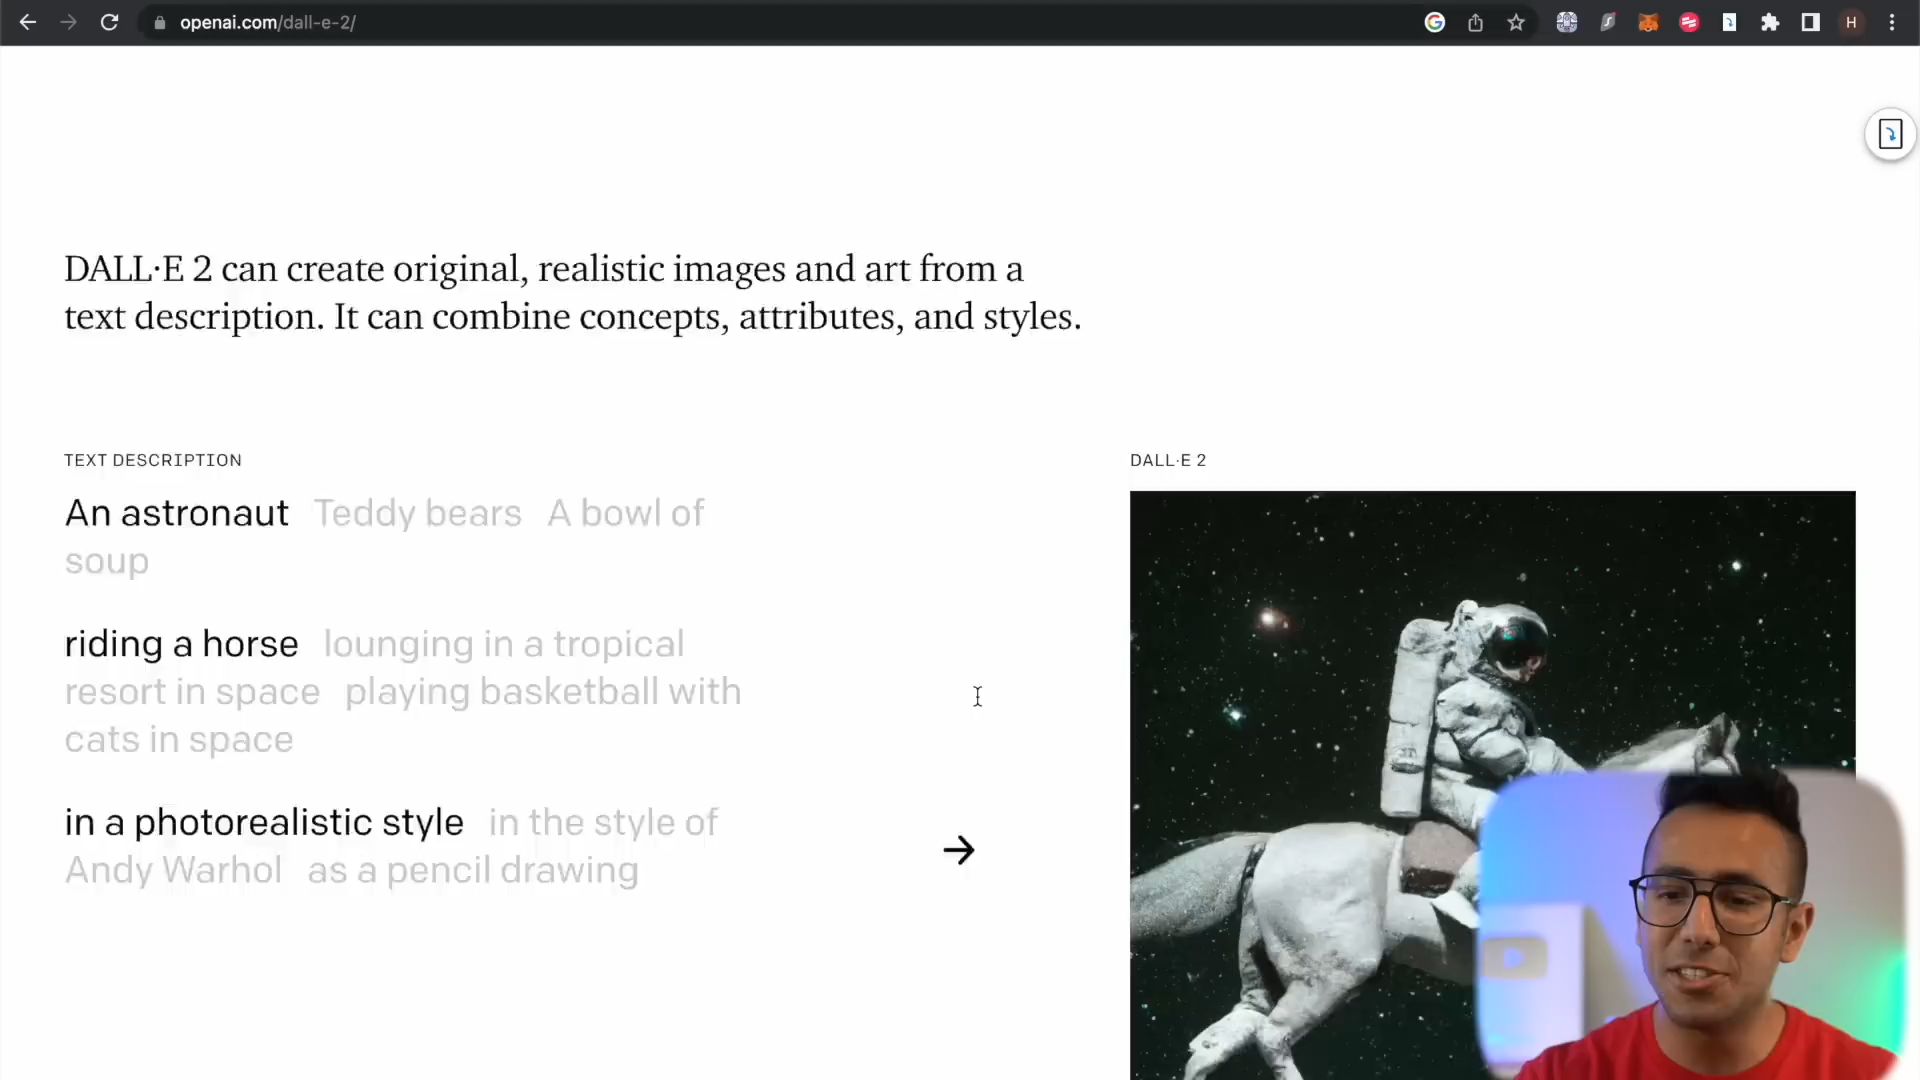 openai.com/dall-e-2/
H
DALL·E 2 can create original, realistic images and art from a
text description. It can combine concepts, attributes, and styles.
TEXT DESCRIPTION
An astronaut Teddy bears A bowl of
soup
riding a horse lounging in a tropical
resort in space playing basketball with
cats in space
in a photorealistic style in the style of
Andy Warhol as a pencil drawing
DALL·E 2